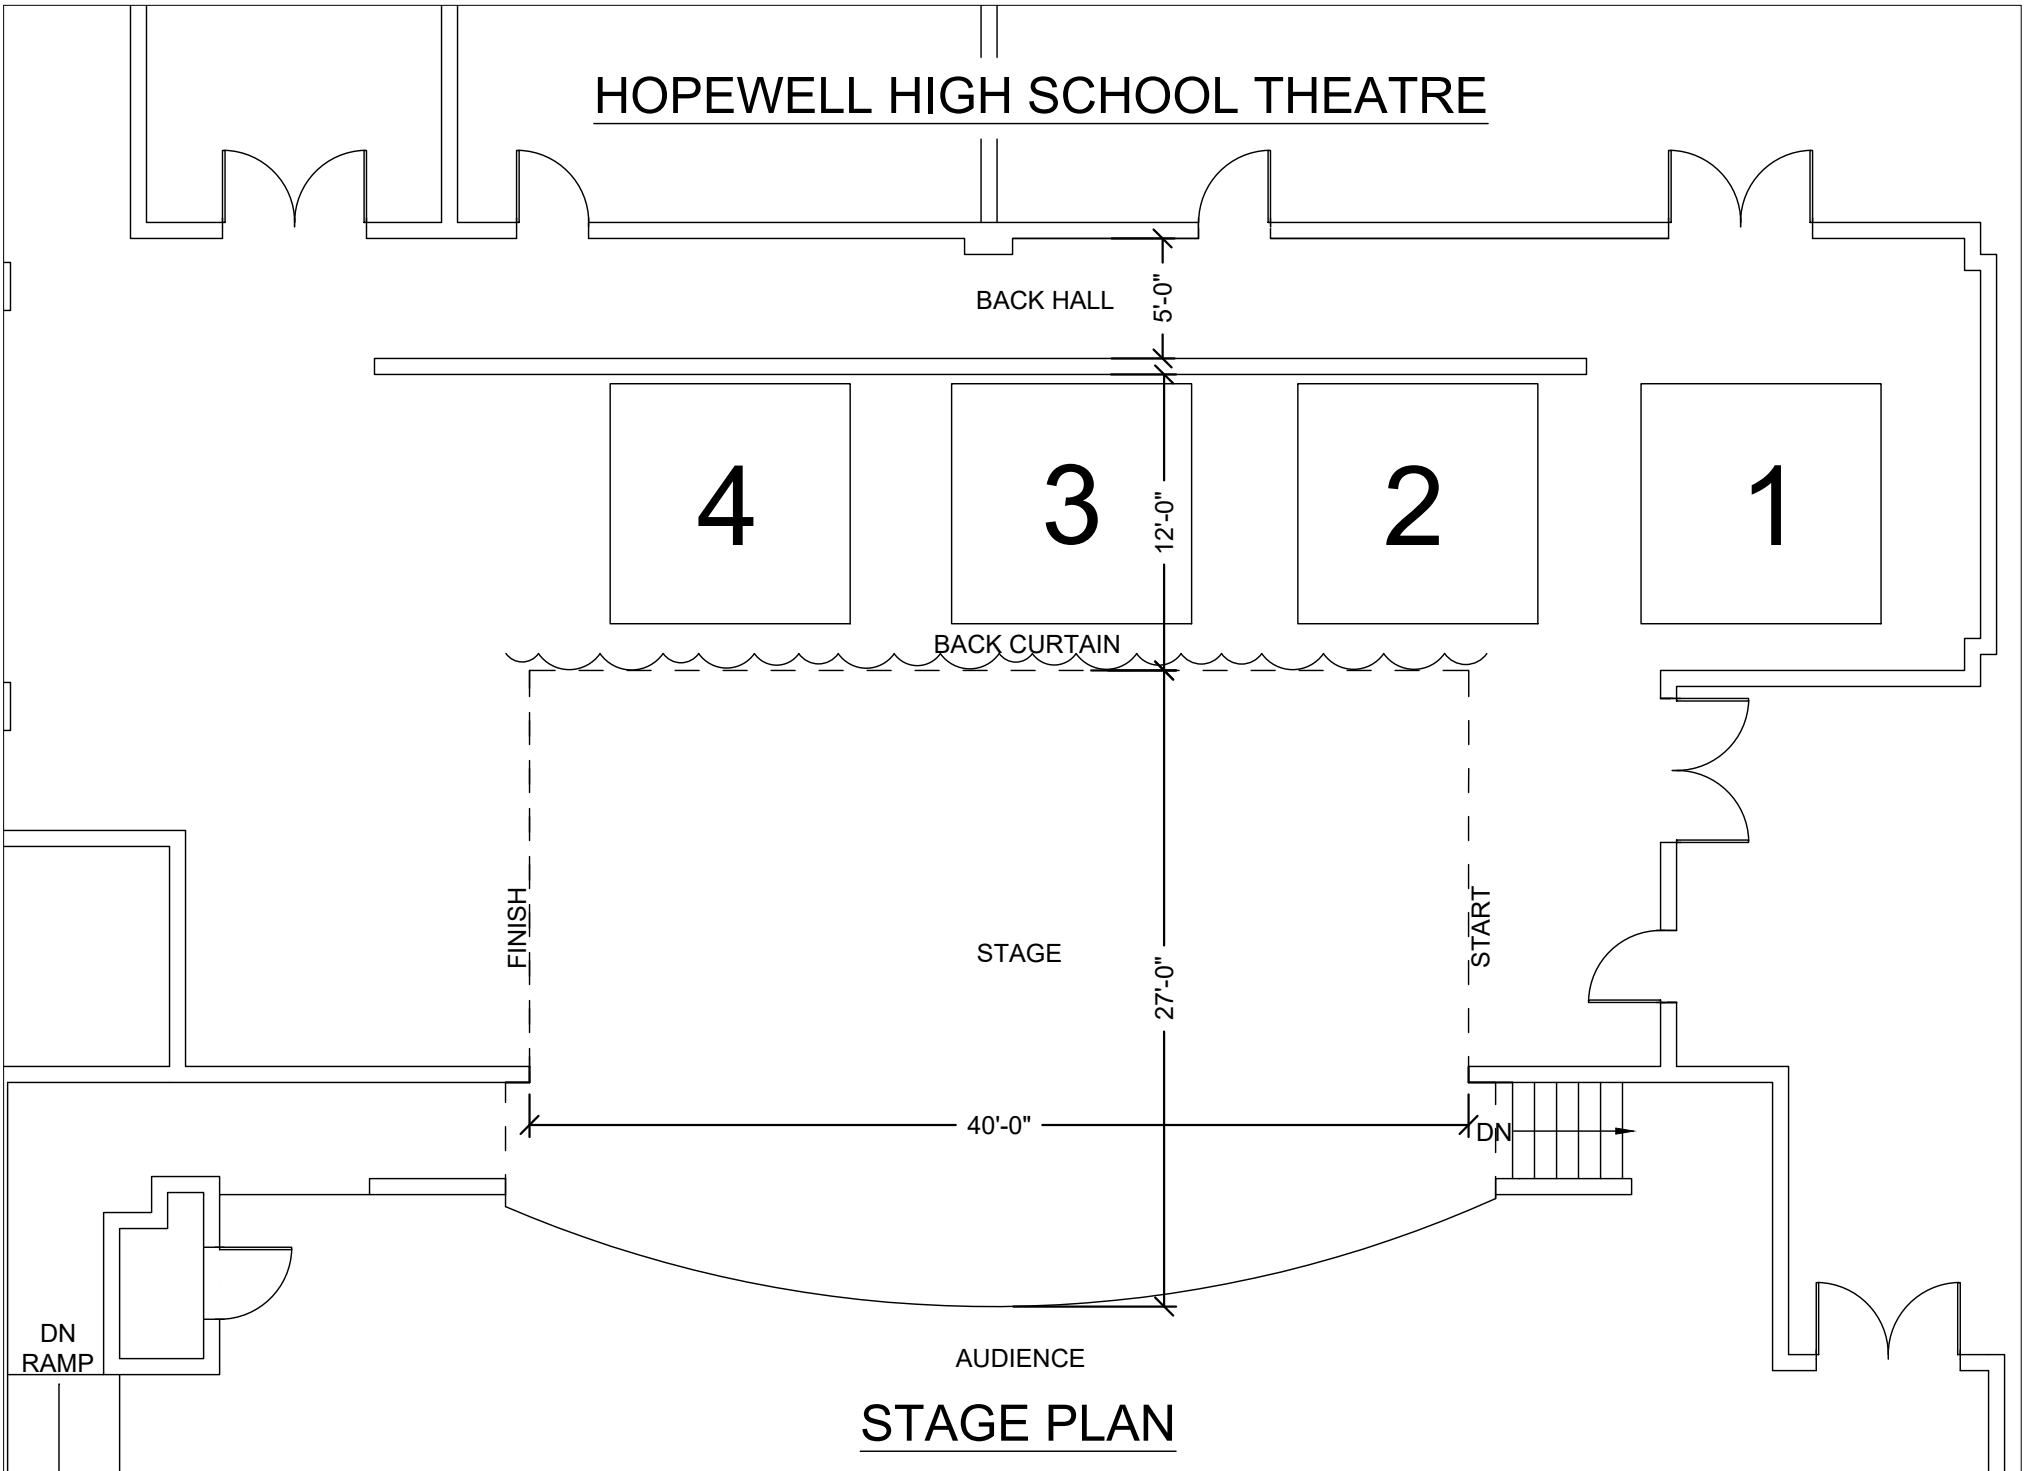 HOPEWELL HIGH SCHOOL THEATRE
BACK HALL
5'-0"
4
3
2
1
12'-0"
BACK CURTAIN
FINISH
START
STAGE
27'-0"
40'-0"
DN
DN
RAMP
AUDIENCE
STAGE PLAN